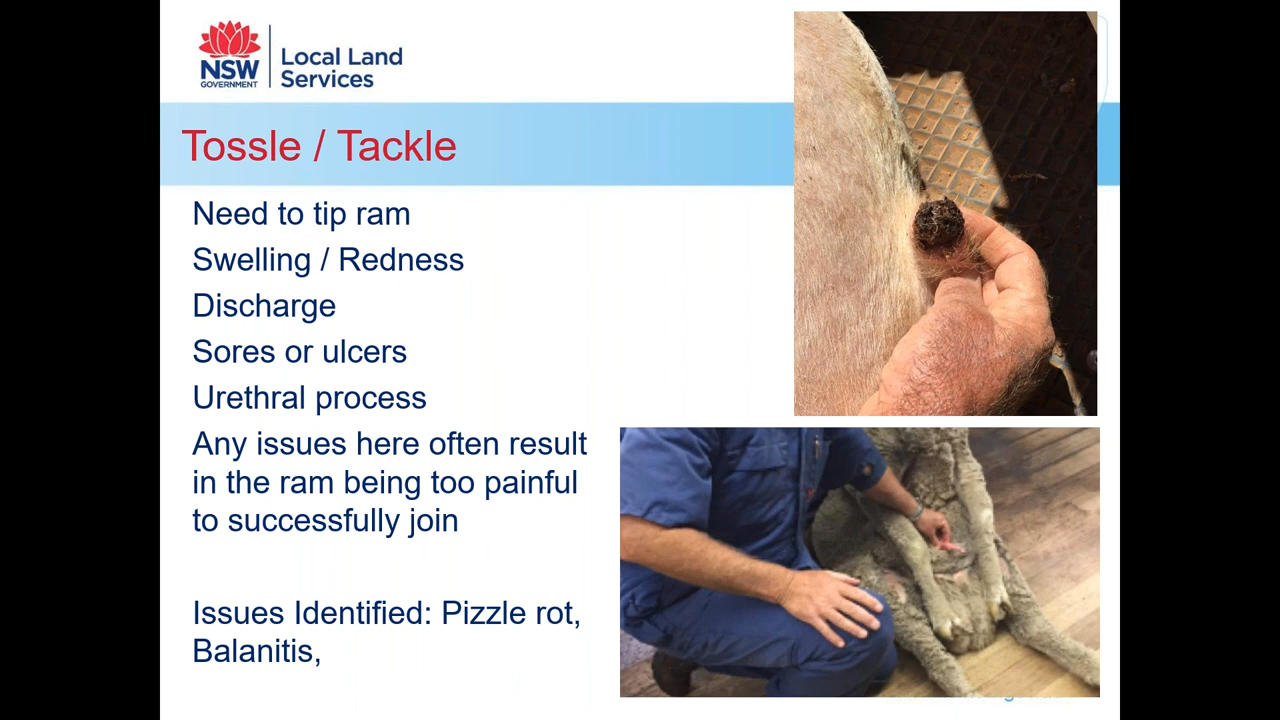 NSW
GOVERNMENT
Local Land
Services
Tossle / Tackle
Need to tip ram
Swelling / Redness
Discharge
Sores or ulcers
Urethral process
Any issues here often result
in the ram being too painful
to successfully join
Issues Identified: Pizzle rot,
Balanitis,